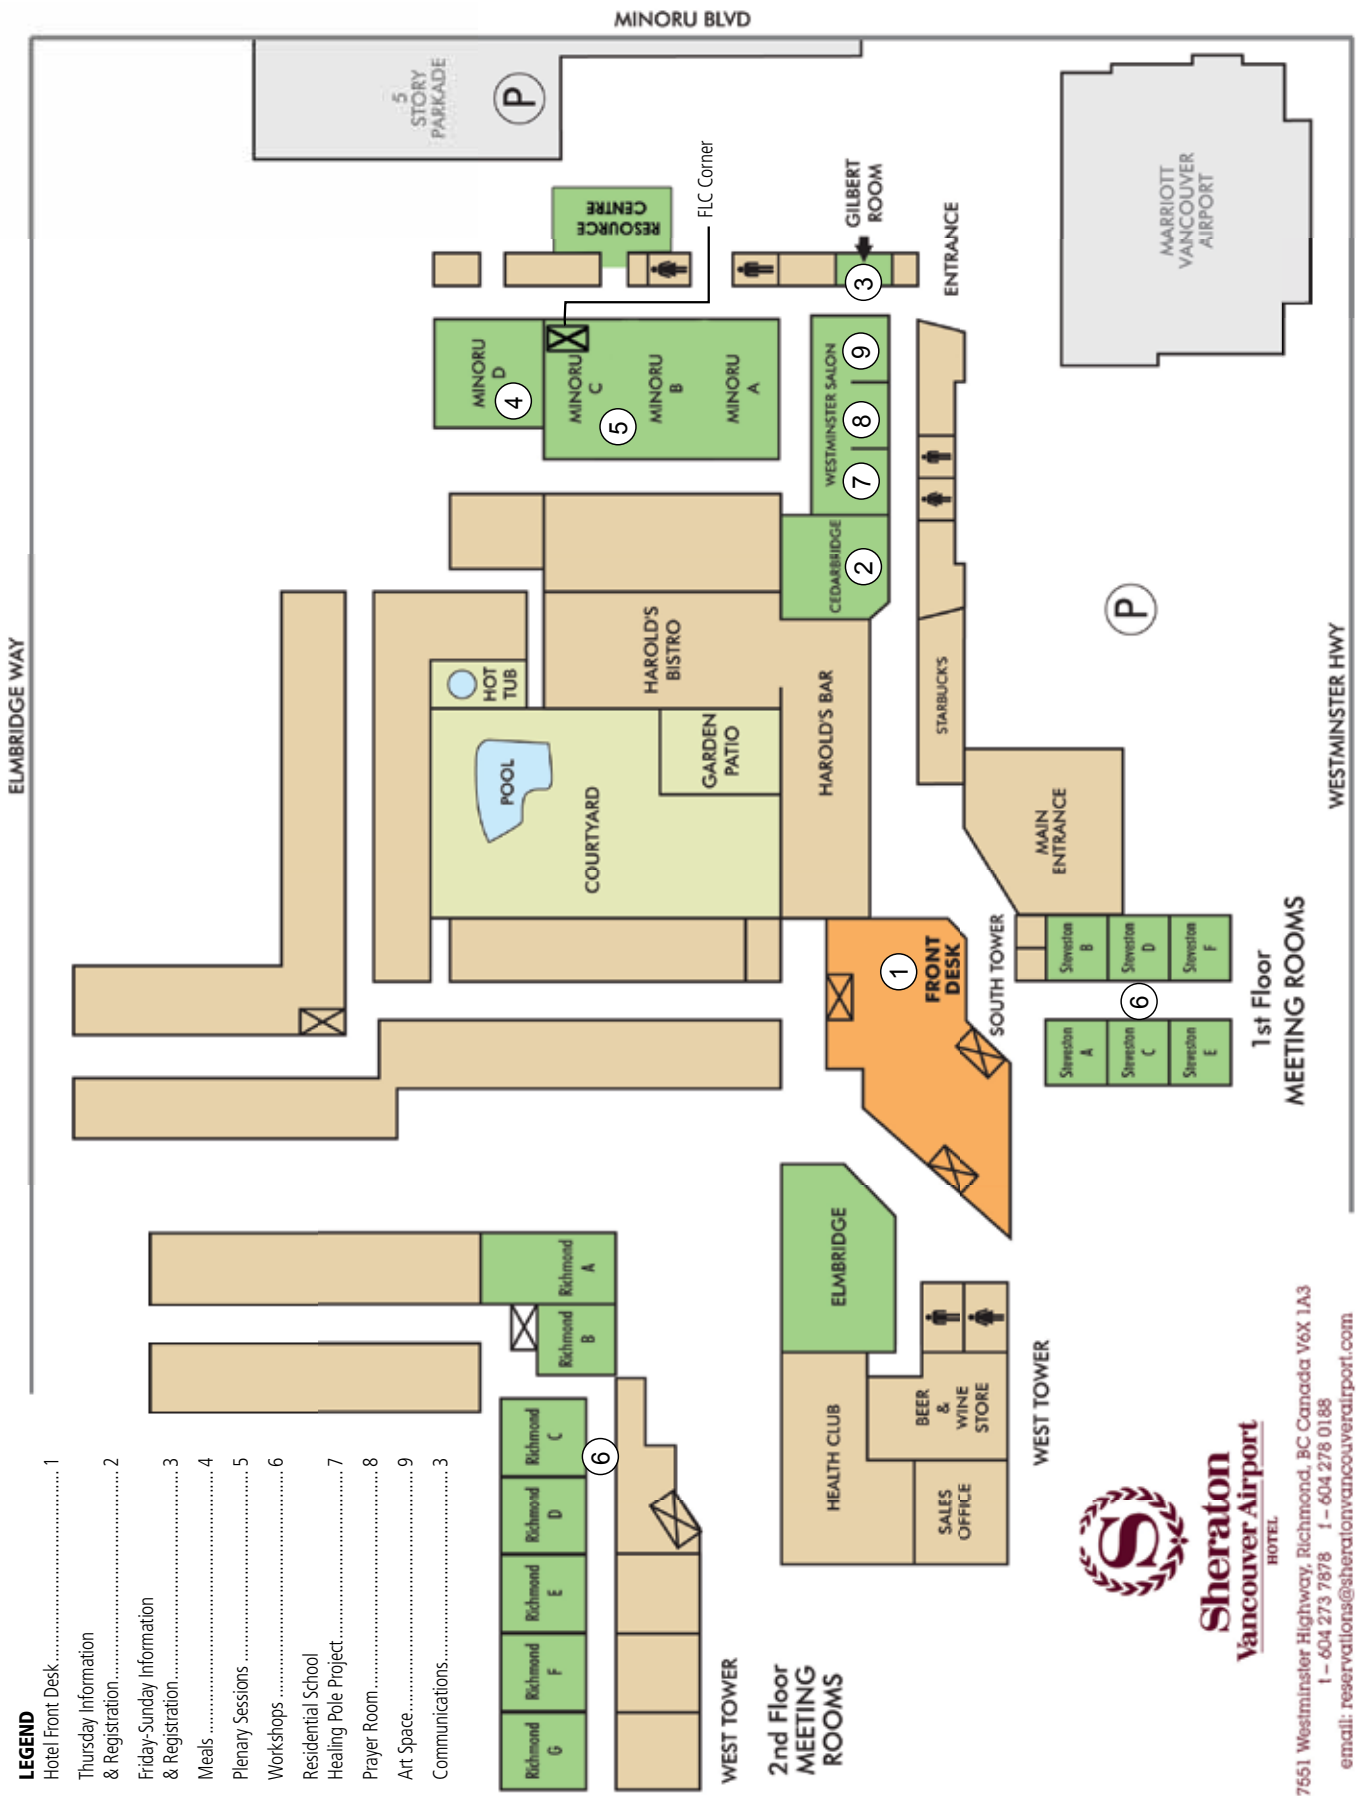 LEGEND
Hotel Front Desk........................................ 1
Thursday Information
& Registration.................................. 2
Friday-Sunday Information
& Registration.................................. 3
Meals .................................................... 4
Plenary Sessions .................................. 5
Workshops .......................................... 6
Residential School
Healing Pole Project........................... 7
Prayer Room........................................ 8
Art Space............................................. 9
Communications................................. 3
ELMBRIDGE WAY
MINORU BLVD
WESTMINSTER HWY
5
STORY
PARKADE
P
RESOURCE
CENTRE
FLC Corner
GILBERT
ROOM
3
ENTRANCE
MARRIOTT
VANCOUVER
AIRPORT
MINORU
D
4
MINORU
C
5
MINORU
B
MINORU
A
WESTMINSTER SALON
7
8
9
CEDARBRIDGE
2
HOT
TUB
POOL
COURTYARD
HAROLD'S
BISTRO
GARDEN
PATIO
HAROLD'S BAR
STARBUCK'S
P
MAIN
ENTRANCE
1
FRONT
DESK
SOUTH TOWER
Steveston
B
Steveston
D
Steveston
F
6
Steveston
A
Steveston
C
Steveston
E
1st Floor
MEETING ROOMS
Richmond
A
Richmond
B
Richmond
C
Richmond
D
Richmond
E
Richmond
F
Richmond
G
6
WEST TOWER
2nd Floor
MEETING
ROOMS
ELMBRIDGE
HEALTH CLUB
BEER
&
WINE
STORE
SALES
OFFICE
WEST TOWER
S
Sheraton
Vancouver Airport
HOTEL
7551 Westminster Highway, Richmond, BC Canada V6X 1A3
t – 604 273 7878 f – 604 278 0188
email: reservations@sheratonvancouverairport.com